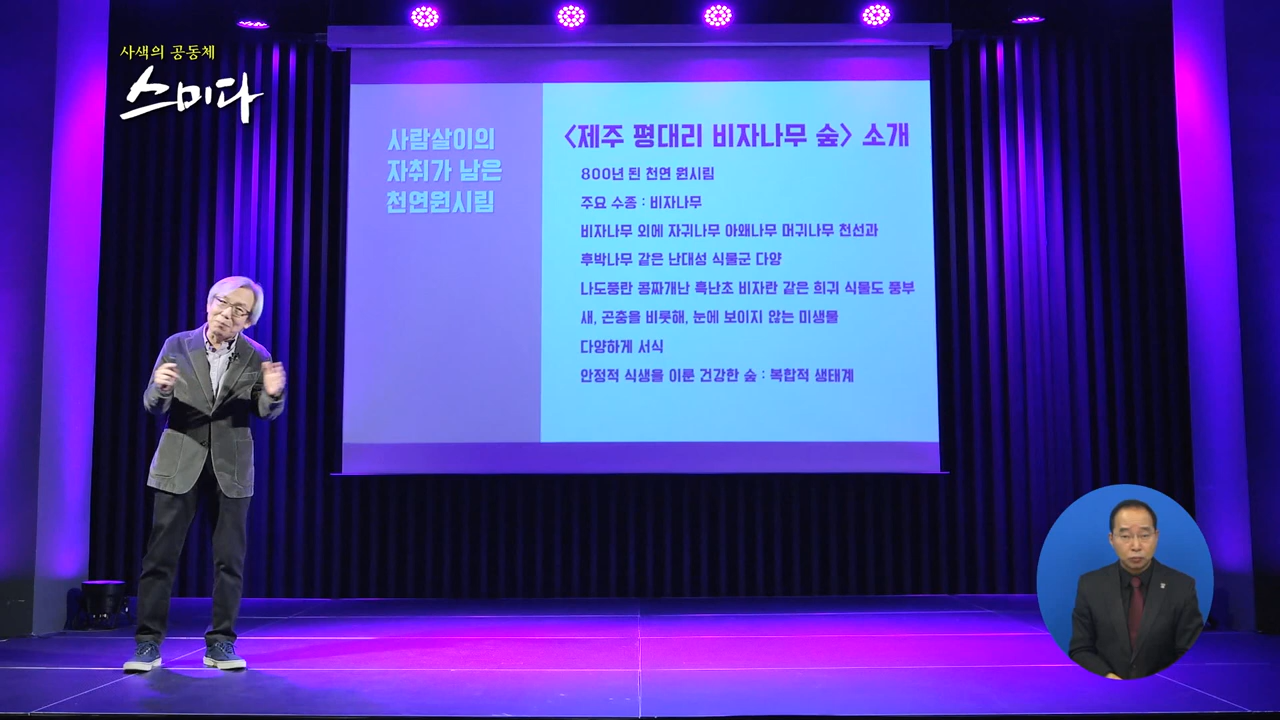 사색의 공동체
스미다
사람살이의
자취가 남은
천연원시림
<제주 평대리 비자나무 숲> 소개
800년 된 천연 원시림
주요 수종 : 비자나무
비자나무 외에 자귀나무 아왜나무 머귀나무 천선과
후박나무 같은 난대성 식물군 다양
나도풍란 콩짜개난 흑난초 비자란 같은 희귀 식물도 풍부
새, 곤충을 비롯해, 눈에 보이지 않는 미생물
다양하게 서식
안정적 식생을 이룬 건강한 숲 : 복합적 생태계